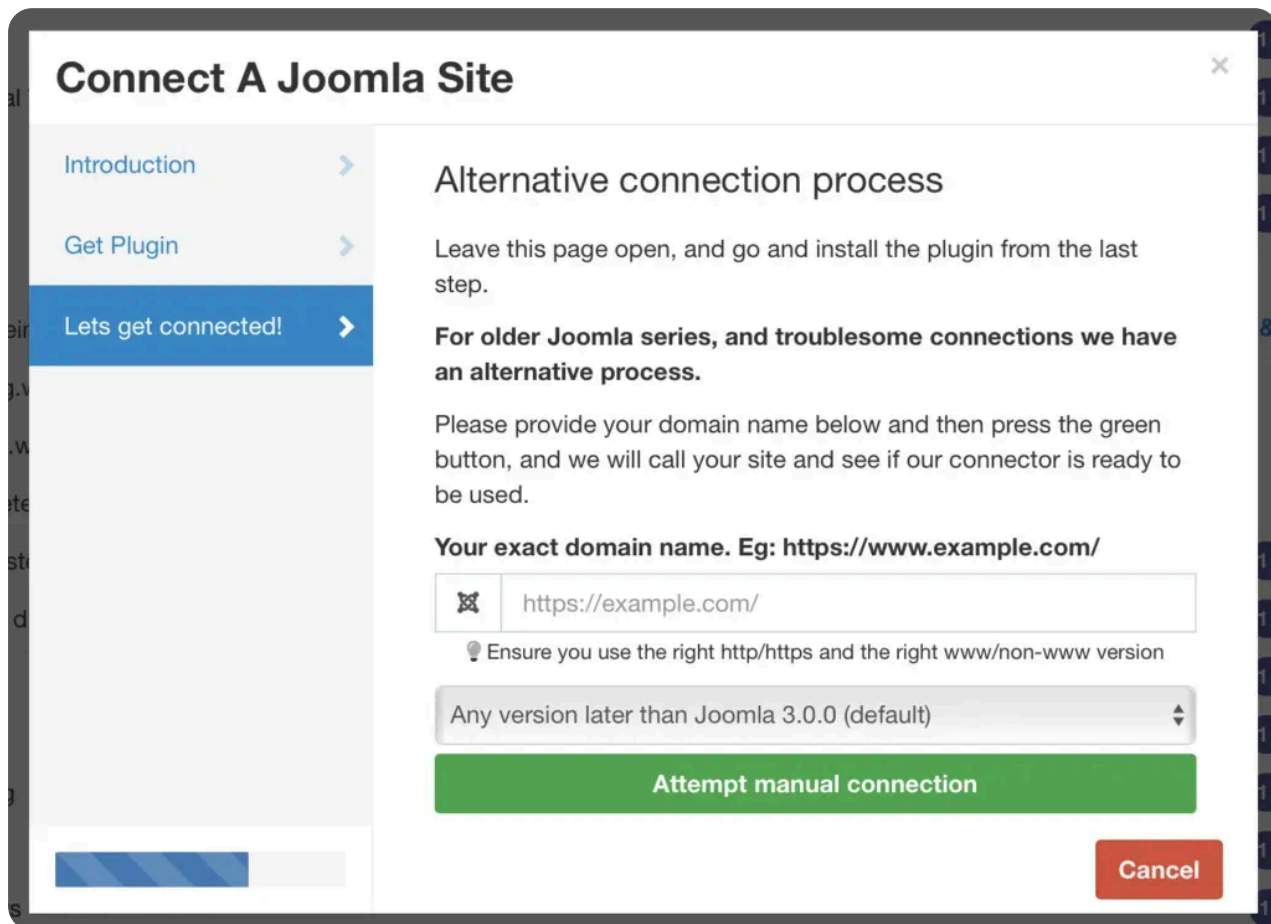 Connect A Joomla Site
×
Introduction
Get Plugin
Lets get connected!
Alternative connection process
Leave this page open, and go and install the plugin from the last
step.
For older Joomla series, and troublesome connections we have
an alternative process.
Please provide your domain name below and then press the green
button, and we will call your site and see if our connector is ready to
be used.
Your exact domain name. Eg: https://www.example.com/
https://example.com/
Ensure you use the right http/https and the right www/non-www version
Any version later than Joomla 3.0.0 (default)
Attempt manual connection
Cancel